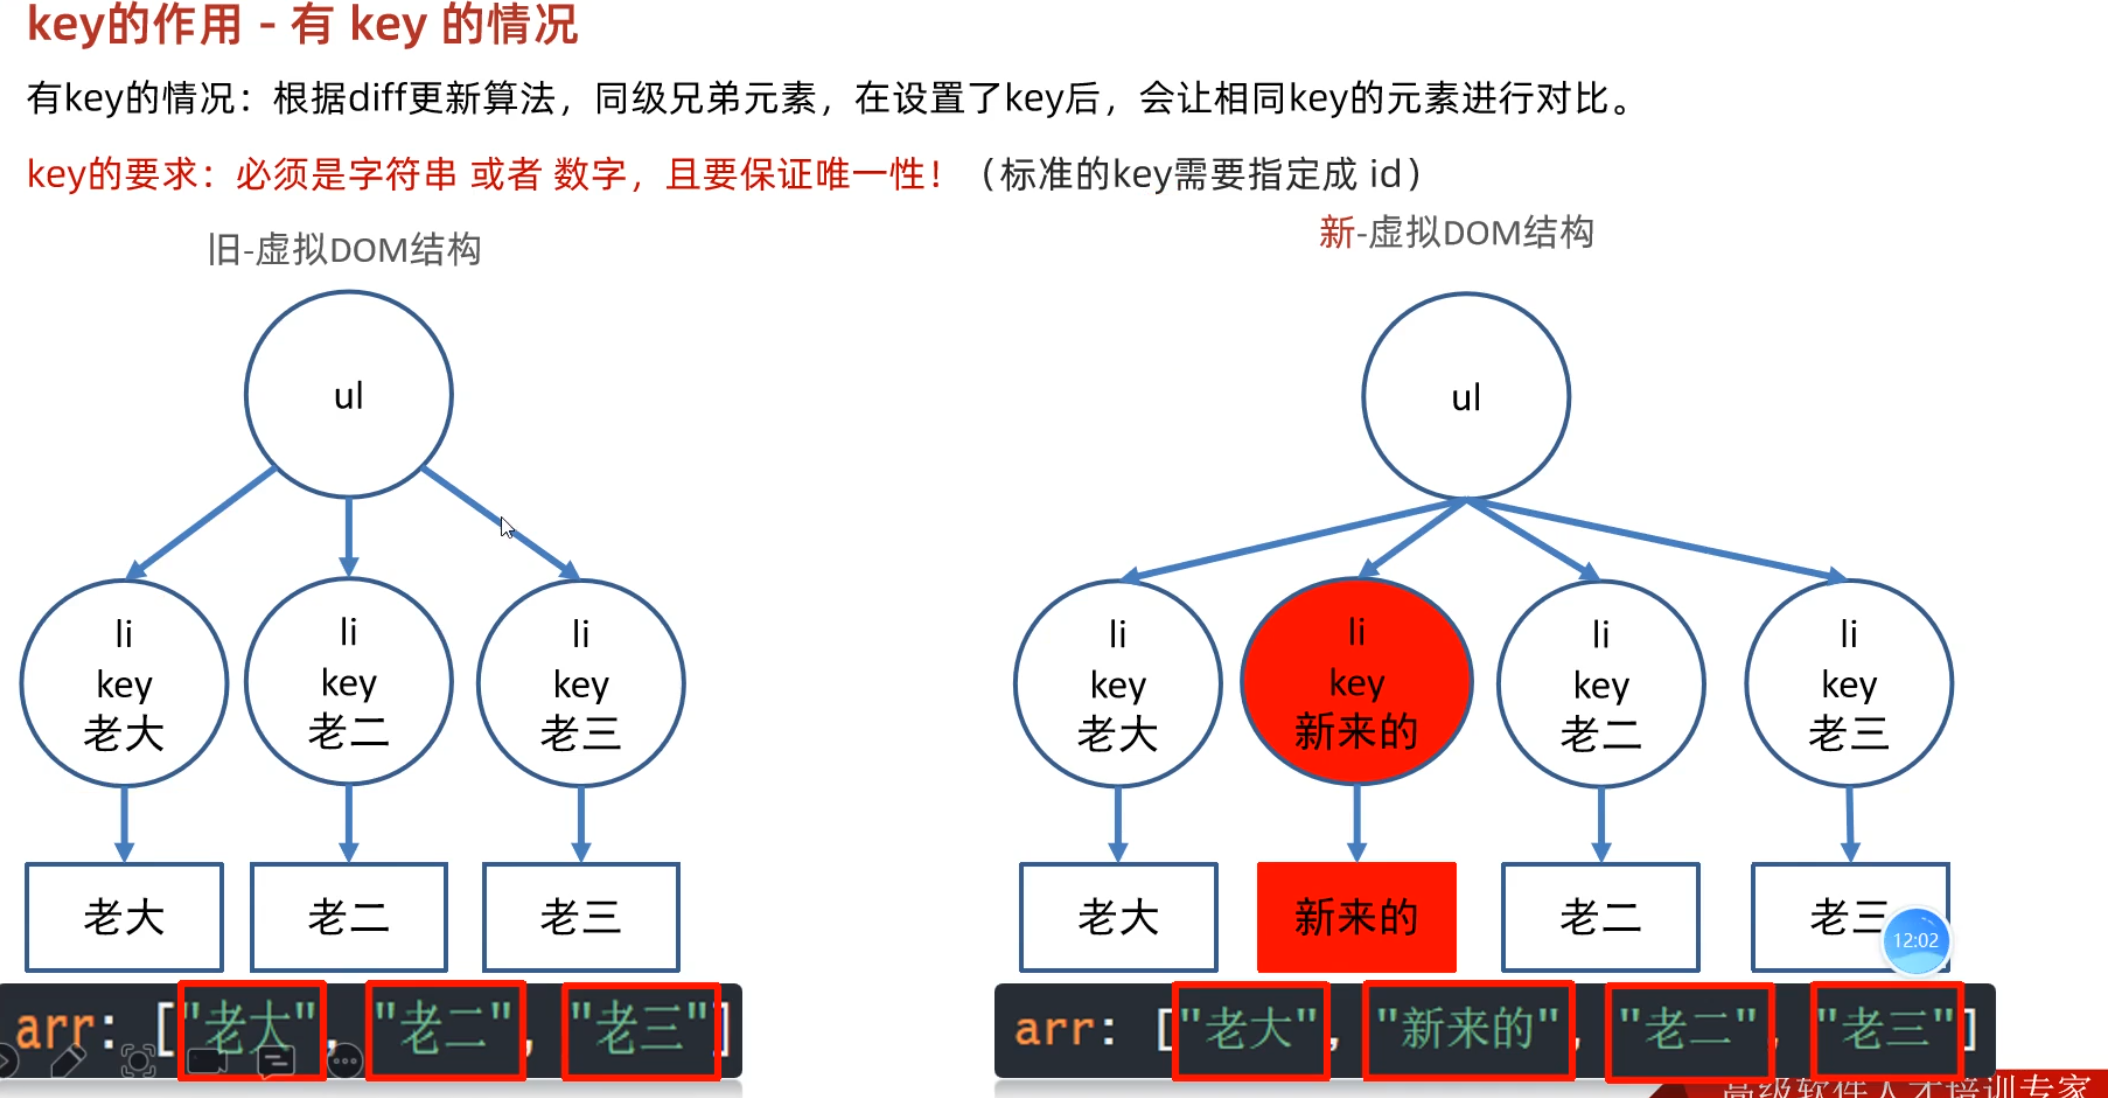 key的作用 - 有 key 的情况
有key的情况：根据diff更新算法，同级兄弟元素，在设置了key后，会让相同key的元素进行对比。
key的要求：必须是字符串 或者 数字，且要保证唯一性！（标准的key需要指定成 id）
旧-虚拟DOM结构
ul
li
key
老大
li
key
老二
li
key
老三
老大
老二
老三
arr: ["老大", "老二", "老三"]
新-虚拟DOM结构
ul
li
key
老大
li
key
新来的
li
key
老二
li
key
老三
老大
新来的
老二
老三
12:02
arr: ["老大", "新来的", "老二", "老三"]
高级软件人才培训专家